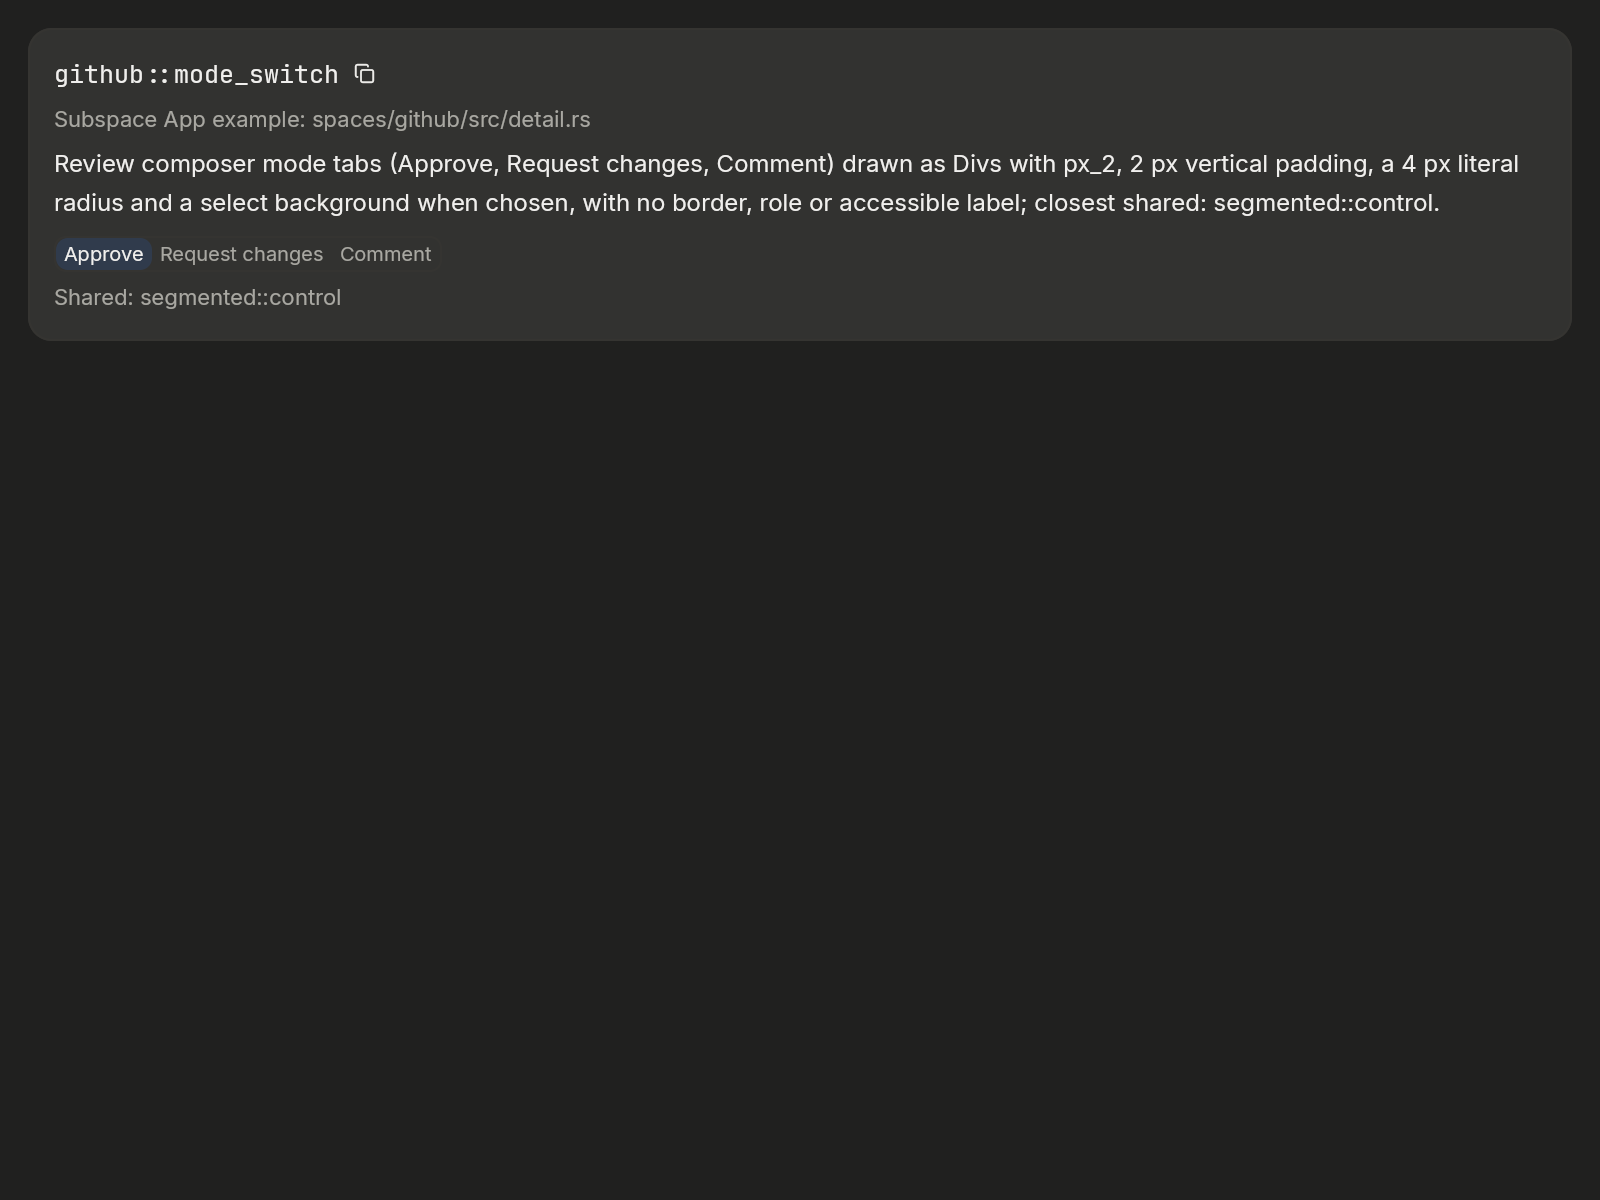 github::mode_switch
Subspace App example: spaces/github/src/detail.rs
Review composer mode tabs (Approve, Request changes, Comment) drawn as Divs with px_2, 2 px vertical padding, a 4 px literal
radius and a select background when chosen, with no border, role or accessible label; closest shared: segmented::control.
Approve Request changes Comment
Shared: segmented::control